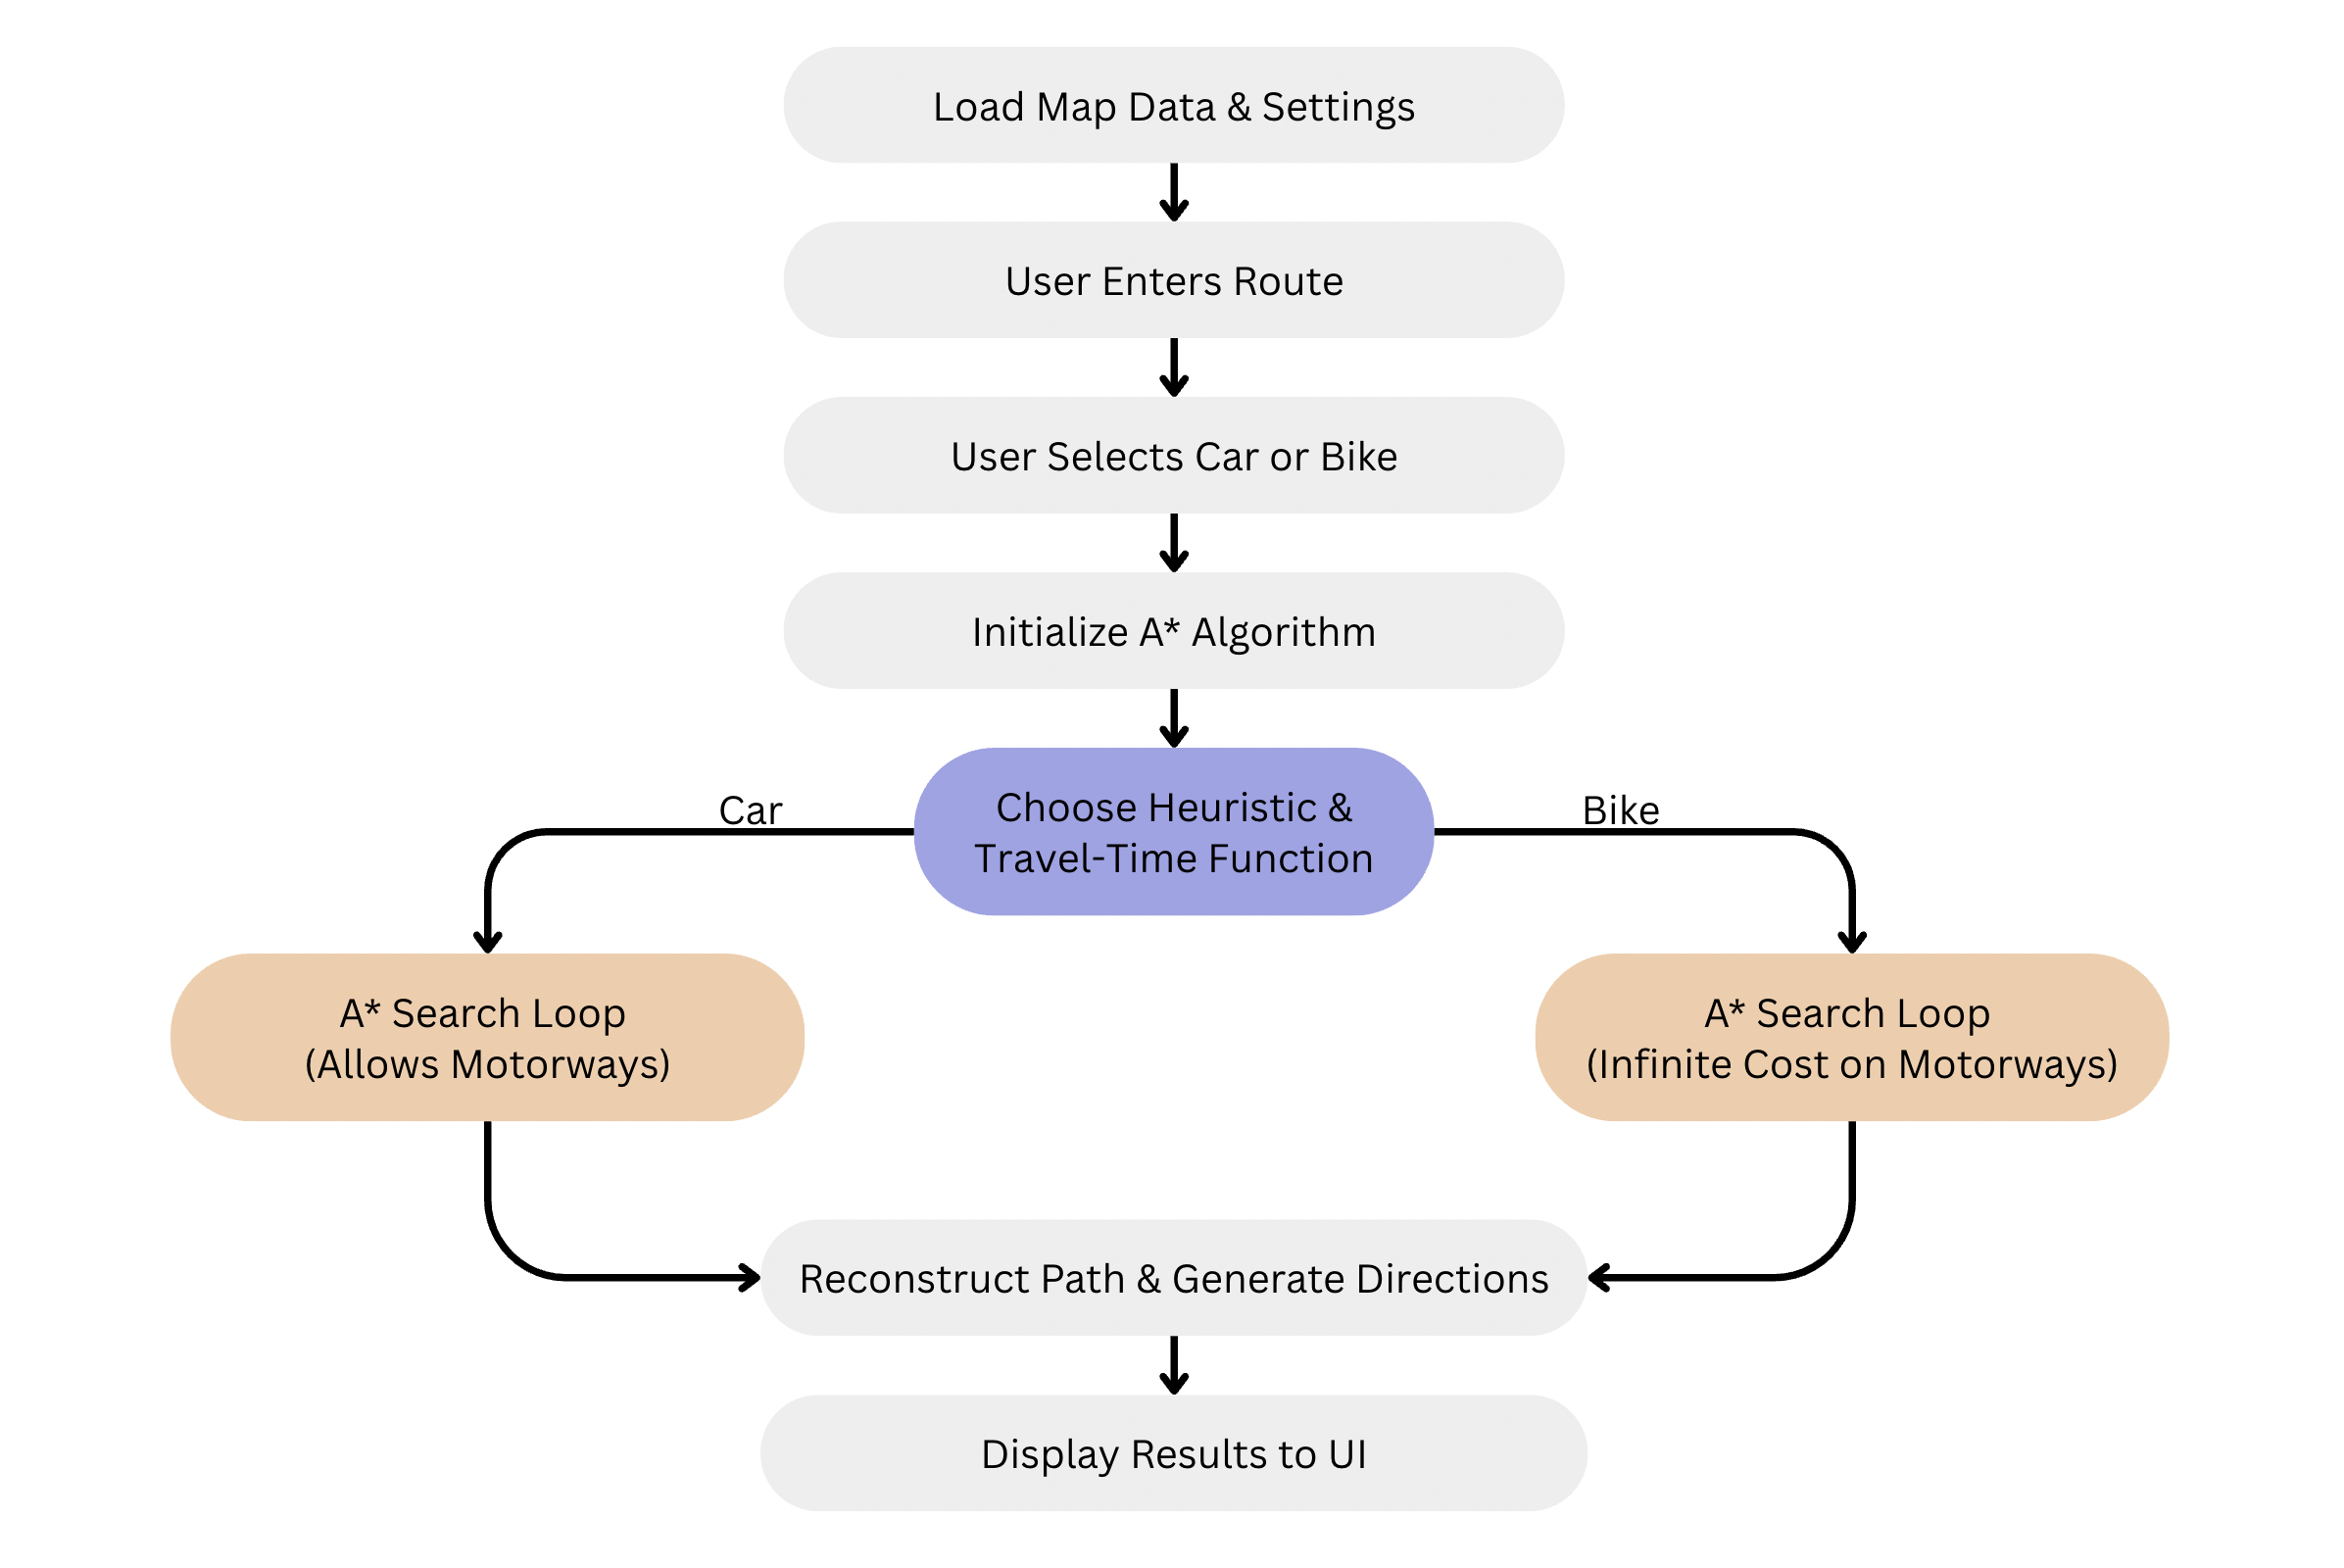 Load Map Data & Settings
User Enters Route
User Selects Car or Bike
Initialize A* Algorithm
Choose Heuristic &
Travel-Time Function
Car
Bike
A* Search Loop
(Allows Motorways)
A* Search Loop
(Infinite Cost on Motorways)
Reconstruct Path & Generate Directions
Display Results to UI